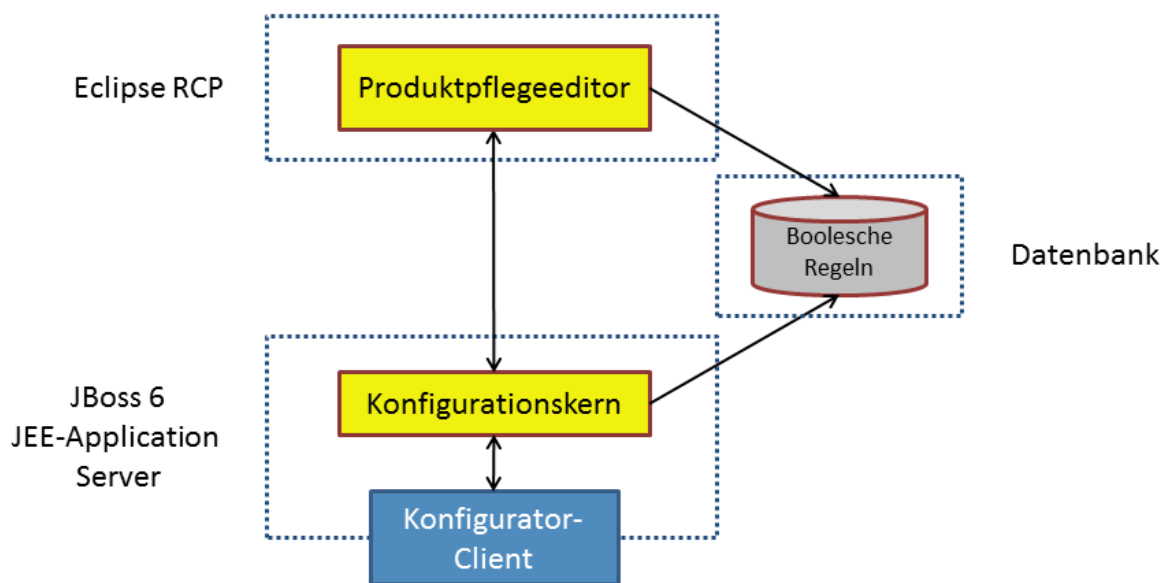 Eclipse RCP
Produktpflegeeditor
Boolesche
Regeln
Datenbank
JBoss 6
JEE-Application
Server
Konfigurationskern
Konfigurator-
Client